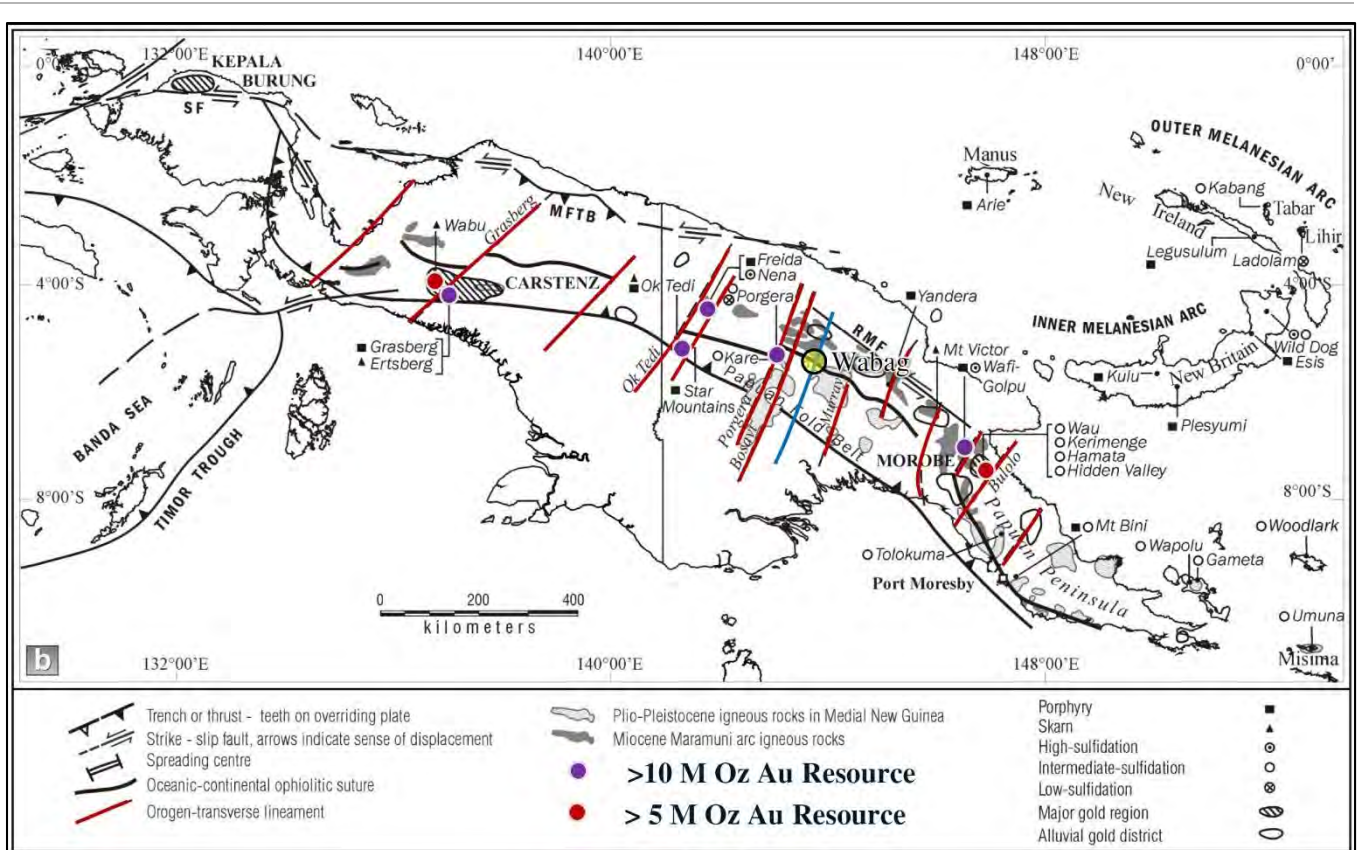 132°00'E
140°00'E
148°00'E
0°00'
0°00'
KEPALA
BURUNG
SF
OUTER MELANESIAN ARC
Manus
Arie
Kabang
New
Ireland
Tabar
Lihir
Legusulum
Ladolam
MFTB
Wabu
Grasberg
4°00'S
CARSTENZ
Ok Tedi
Freida
Nena
Porgera
Yandera
4°00'S
RMF
INNER MELANESIAN ARC
Mt Victor
Wafi-
Golpu
Wild Dog
Esis
Kulu
New Britain
Plesyumi
Grasberg
Ertsberg
Ok Tedi
Star
Mountains
Kare
Wabag
Papuan Gold Belt
Porgera
Bosavi
Murray
BANDA SEA
TIMOR TROUGH
Wau
Kerimenge
Hamata
Hidden Valley
MOROBE
Bulolo
8°00'S
8°00'S
Papuan
Peninsula
Mt Bini
Woodlark
Tolokuma
Wapolu
Gameta
Port Moresby
0 200 400
kilometers
Umuna
Misima
b
132°00'E
140°00'E
148°00'E
Trench or thrust - teeth on overriding plate
Strike - slip fault, arrows indicate sense of displacement
Spreading centre
Oceanic-continental ophiolitic suture
Orogen-transverse lineament
Plio-Pleistocene igneous rocks in Medial New Guinea
Miocene Maramuni arc igneous rocks
>10 M Oz Au Resource
> 5 M Oz Au Resource
Porphyry
Skarn
High-sulfidation
Intermediate-sulfidation
Low-sulfidation
Major gold region
Alluvial gold district